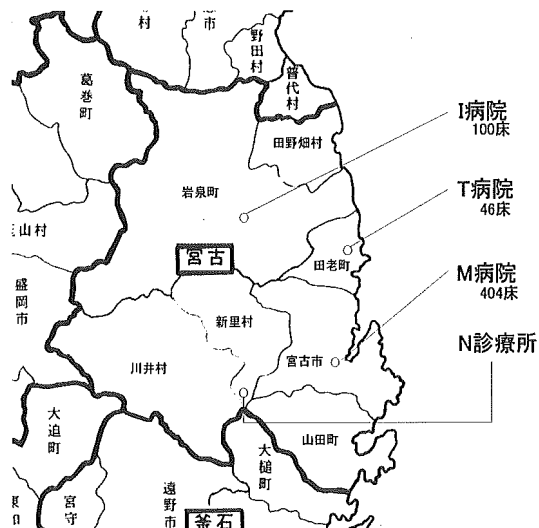 村
市
野田村
普代村
葛巻町
田野畑村
I病院
100床
岩泉町
T病院
46床
山村
宮古
田老町
盛岡市
M病院
404床
新里村
宮古市
N診療所
川井村
大迫町
山田町
大槌町
宮守
遠野市
釜石